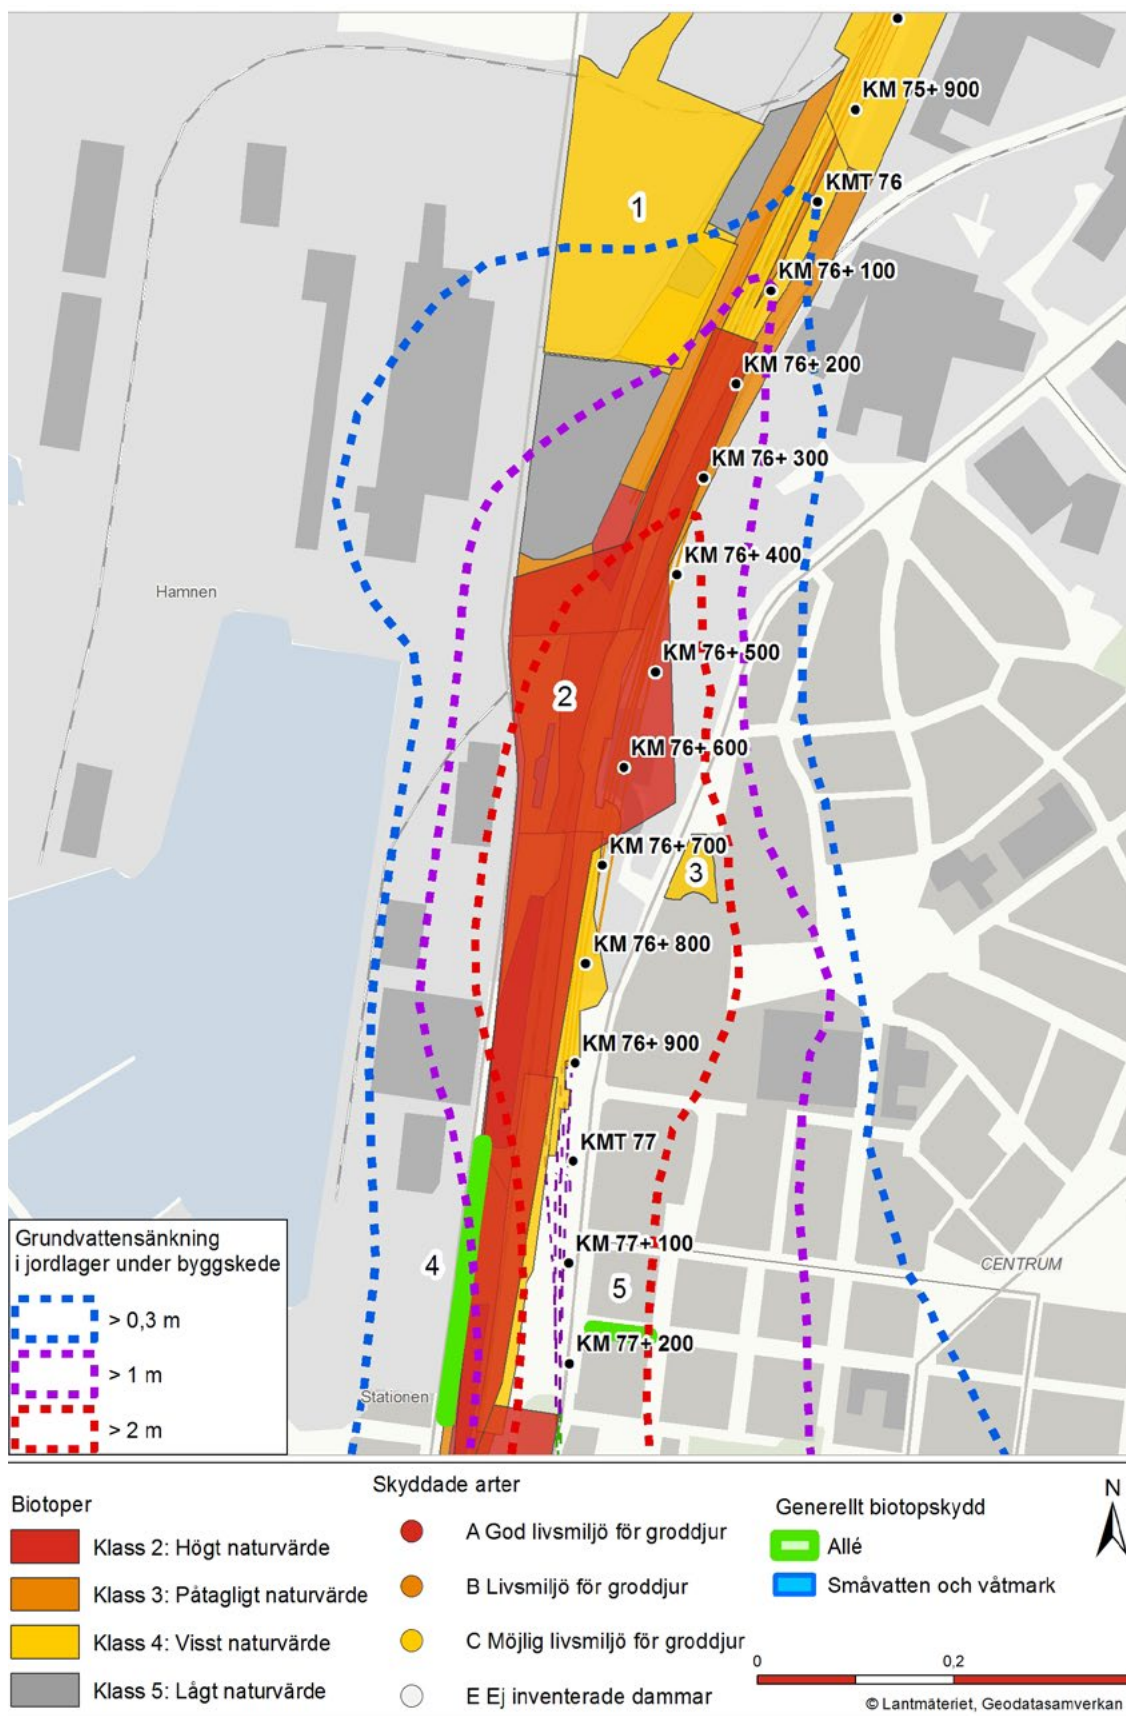 KM 75+ 900
KMT 76
1
KM 76+ 100
KM 76+ 200
KM 76+ 300
KM 76+ 400
Hamnen
KM 76+ 500
2
KM 76+ 600
KM 76+ 700
3
KM 76+ 800
KM 76+ 900
KMT 77
KM 77+ 100
4
CENTRUM
5
KM 77+ 200
Stationen
Grundvattensänkning
i jordlager under byggskede
> 0,3 m
> 1 m
> 2 m
Biotoper
Klass 2: Högt naturvärde
Klass 3: Påtagligt naturvärde
Klass 4: Visst naturvärde
Klass 5: Lågt naturvärde
Skyddade arter
A God livsmiljö för groddjur
B Livsmiljö för groddjur
C Möjlig livsmiljö för groddjur
E Ej inventerade dammar
Generellt biotopskydd
Allé
Småvatten och våtmark
N
0 0,2
© Lantmäteriet, Geodatasamverkan